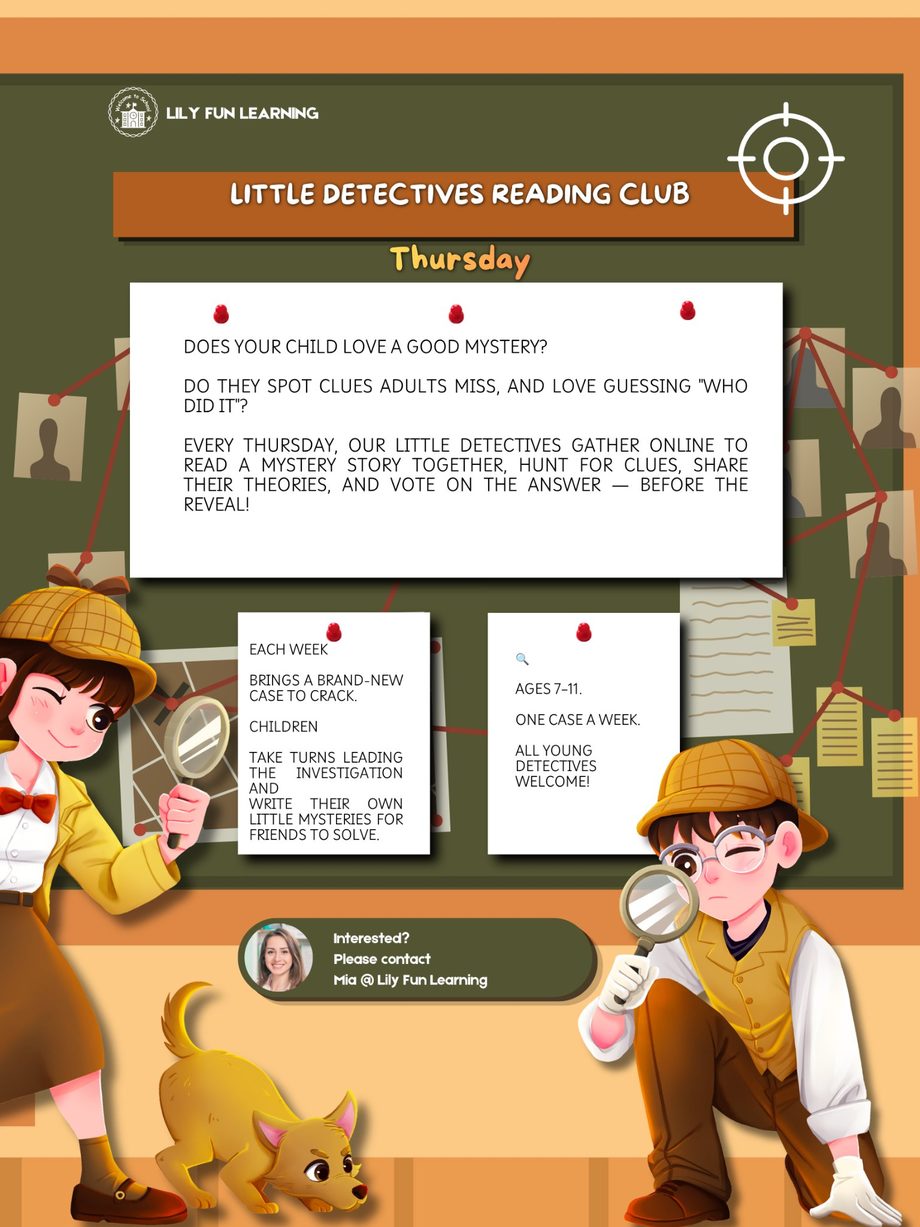 Welcome to School
LILY FUN LEARNING
LITTLE DETECTIVES READING CLUB
Thursday
DOES YOUR CHILD LOVE A GOOD MYSTERY?
DO THEY SPOT CLUES ADULTS MISS, AND LOVE GUESSING "WHO
DID IT"?
EVERY THURSDAY, OUR LITTLE DETECTIVES GATHER ONLINE TO
READ A MYSTERY STORY TOGETHER, HUNT FOR CLUES, SHARE
THEIR THEORIES, AND VOTE ON THE ANSWER — BEFORE THE
REVEAL!
EACH WEEK
BRINGS A BRAND-NEW
CASE TO CRACK.
CHILDREN
TAKE TURNS LEADING
THE INVESTIGATION
AND
WRITE THEIR OWN
LITTLE MYSTERIES FOR
FRIENDS TO SOLVE.
🔍
AGES 7–11.
ONE CASE A WEEK.
ALL YOUNG
DETECTIVES
WELCOME!
Interested?
Please contact
Mia @ Lily Fun Learning